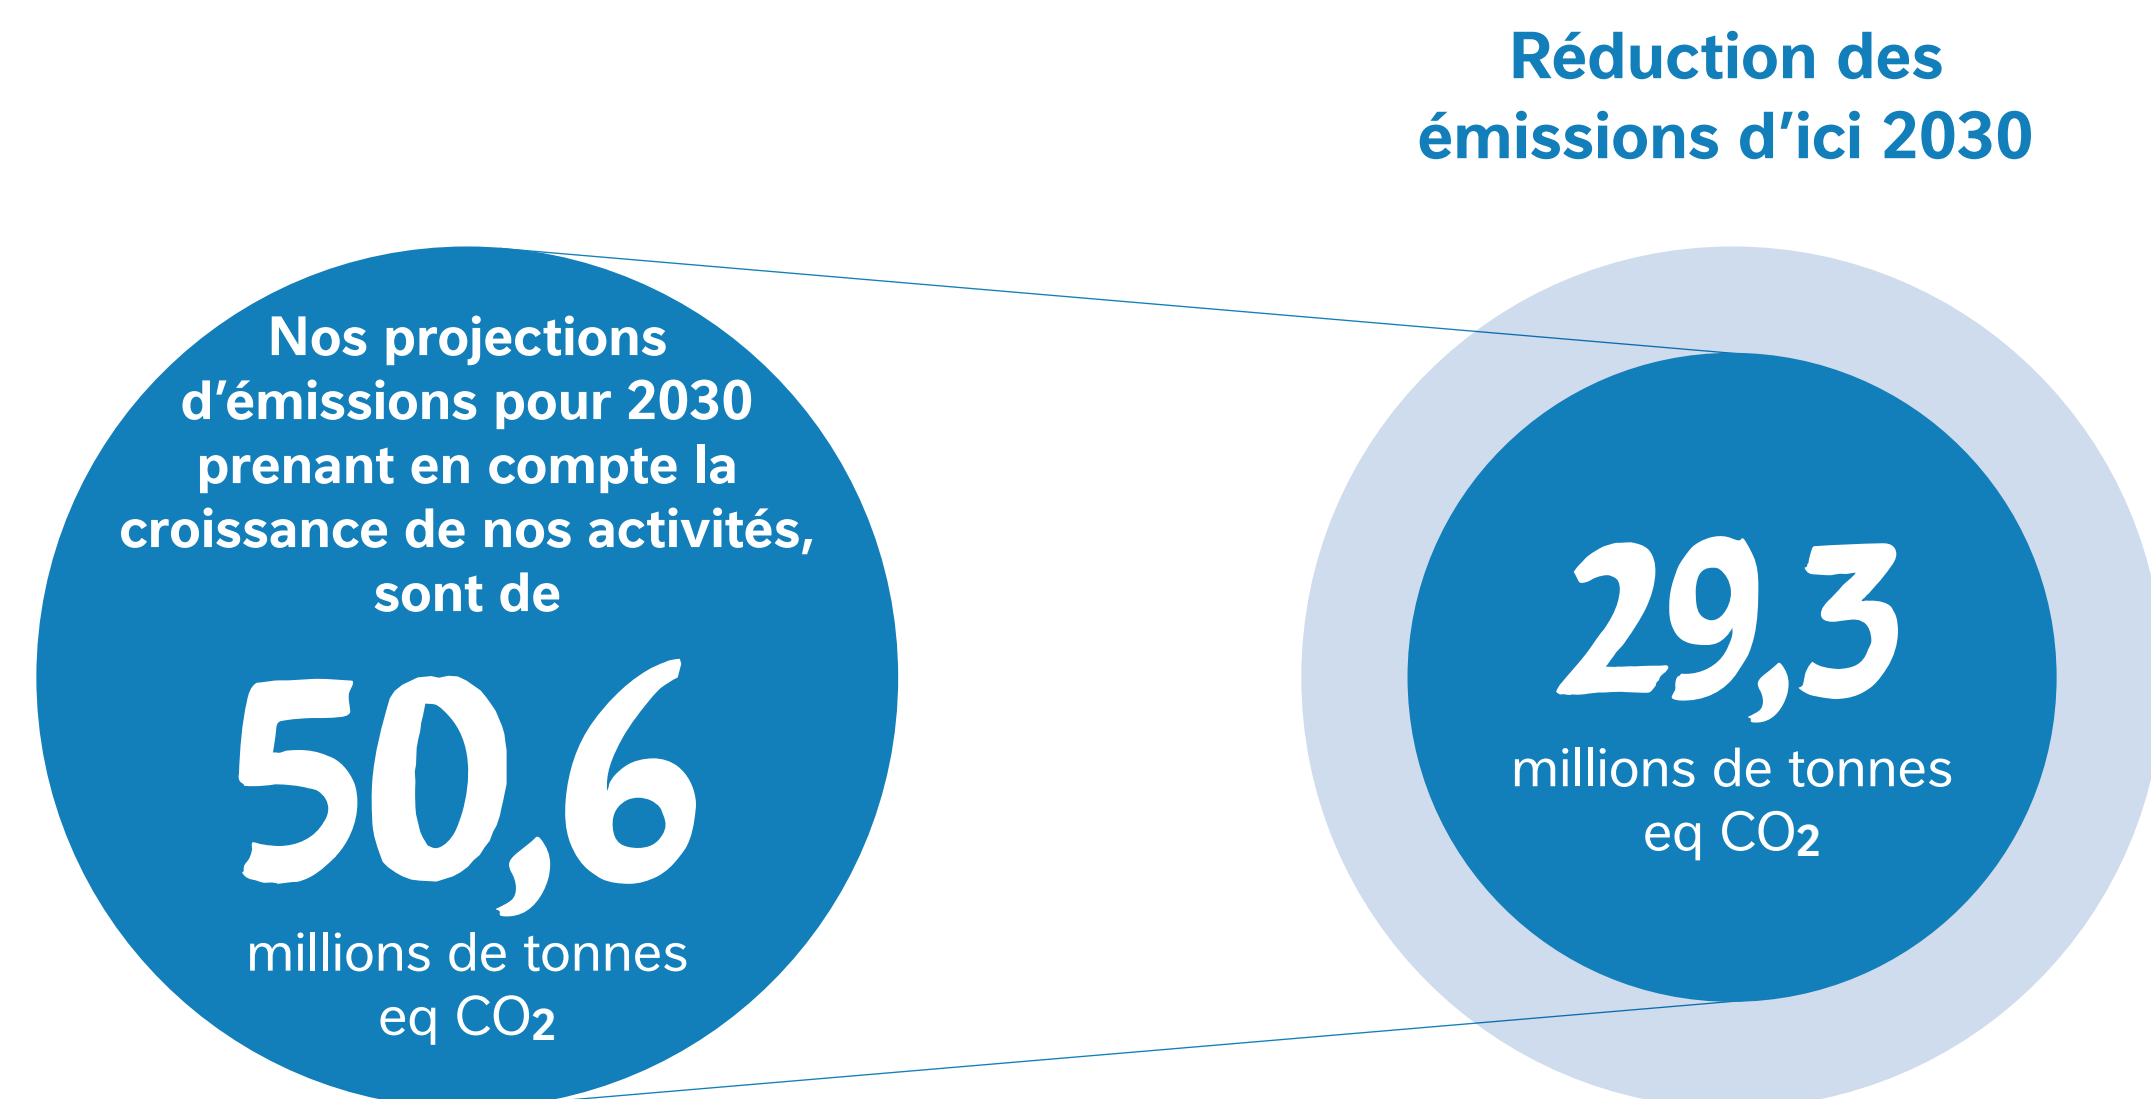 Réduction des
émissions d’ici 2030
Nos projections
d’émissions pour 2030
prenant en compte la
croissance de nos activités,
sont de
50,6
millions de tonnes
eq CO2
29,3
millions de tonnes
eq CO2